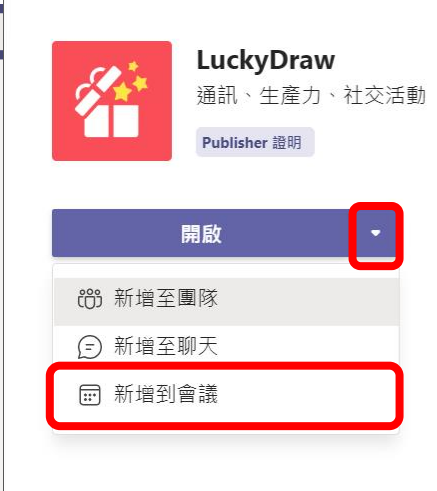 LuckyDraw
通訊、生產力、社交活動
Publisher 證明
開啟
新增至團隊
新增至聊天
新增到會議